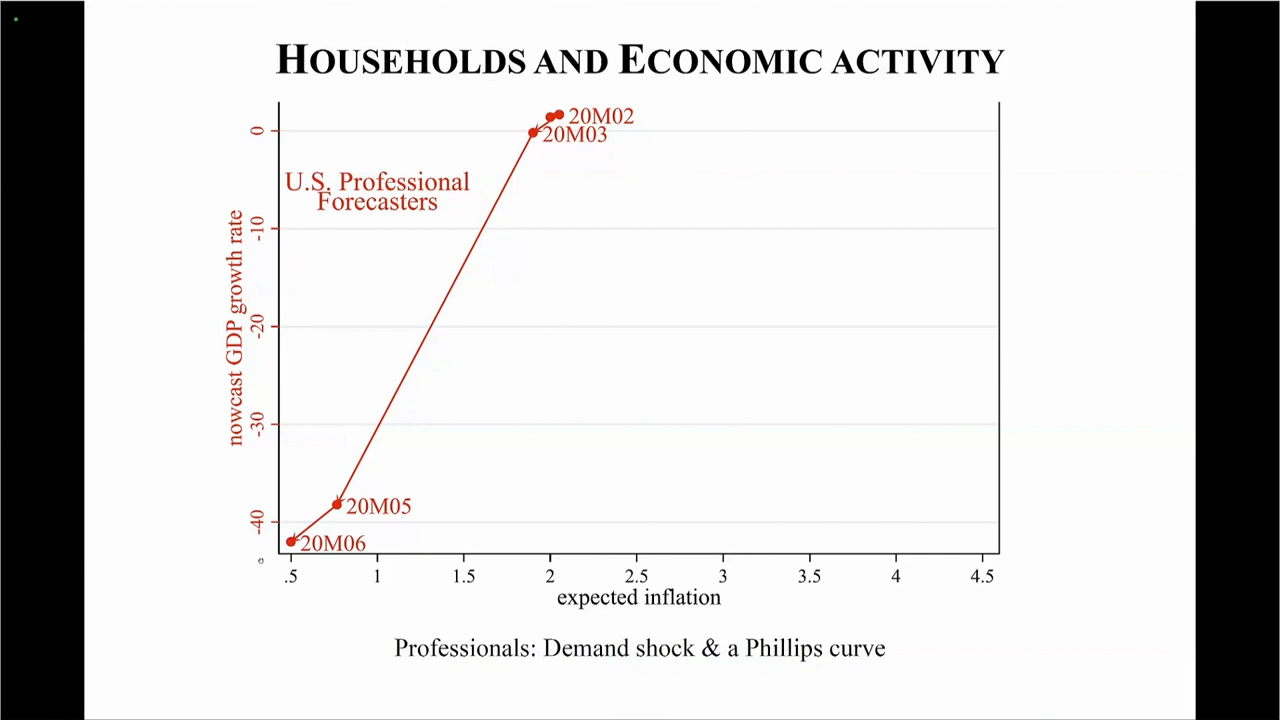 HOUSEHOLDS AND ECONOMIC ACTIVITY
20M02
20M03
U.S. Professional
Forecasters
nowcast GDP growth rate
0
-10
-20
-30
-40
20M05
20M06
.5 1 1.5 2 2.5 3 3.5 4 4.5
expected inflation
Professionals: Demand shock & a Phillips curve